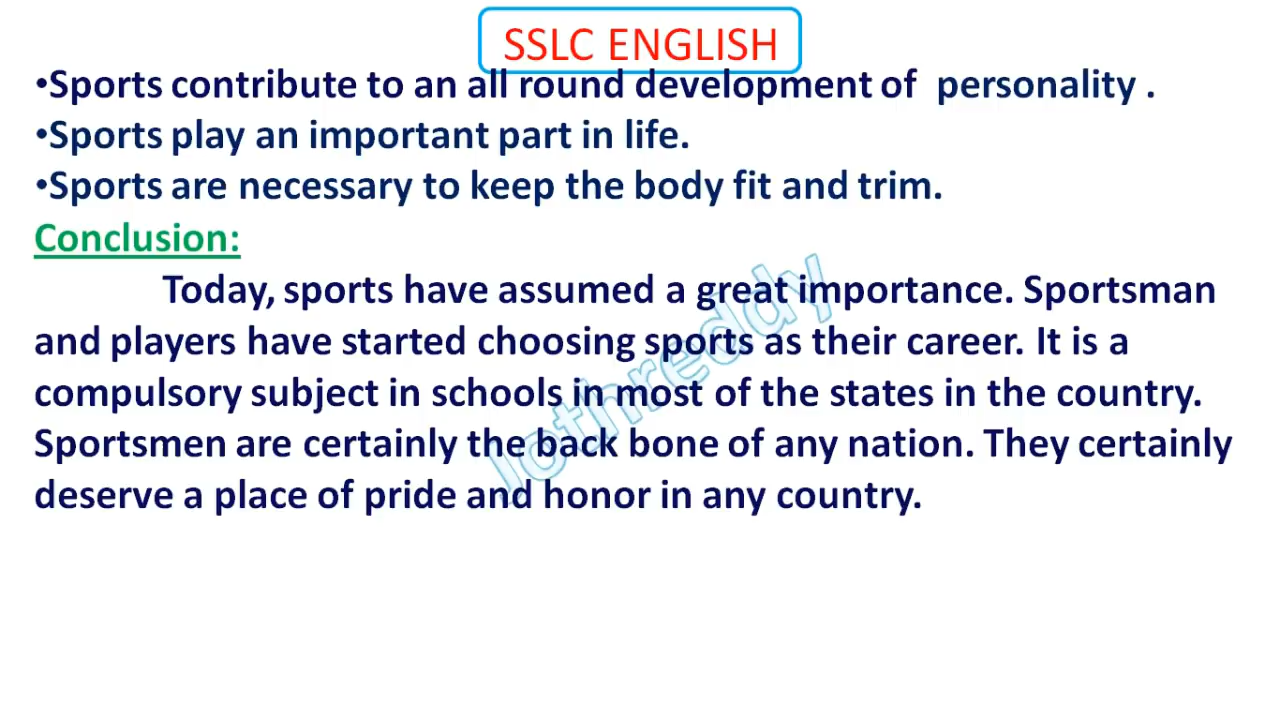 SSLC ENGLISH
•Sports contribute to an all round development of personality .
•Sports play an important part in life.
•Sports are necessary to keep the body fit and trim.
Conclusion:
Today, sports have assumed a great importance. Sportsman
and players have started choosing sports as their career. It is a
compulsory subject in schools in most of the states in the country.
Sportsmen are certainly the back bone of any nation. They certainly
deserve a place of pride and honor in any country.
lothreddy